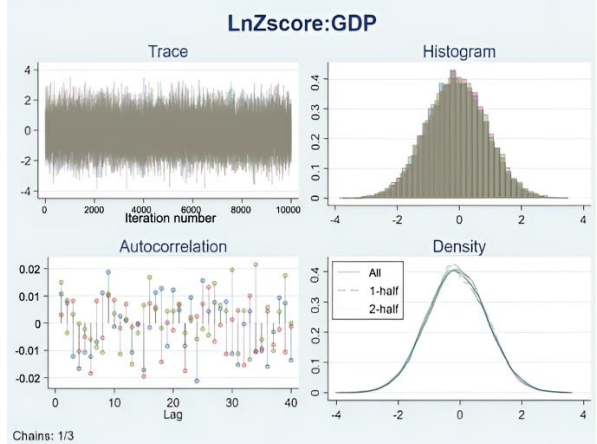 LnZscore:GDP
Trace
4
2
0
-2
-4
0 2000 4000 6000 8000 10000
Iteration number
Histogram
0.4
0.3
0.2
0.1
0
-4 -2 0 2 4
Autocorrelation
0.02
0.01
0
-0.01
-0.02
0 10 20 30 40
Lag
Density
All
1-half
2-half
0.4
0.3
0.2
0.1
0
-4 -2 0 2 4
Chains: 1/3